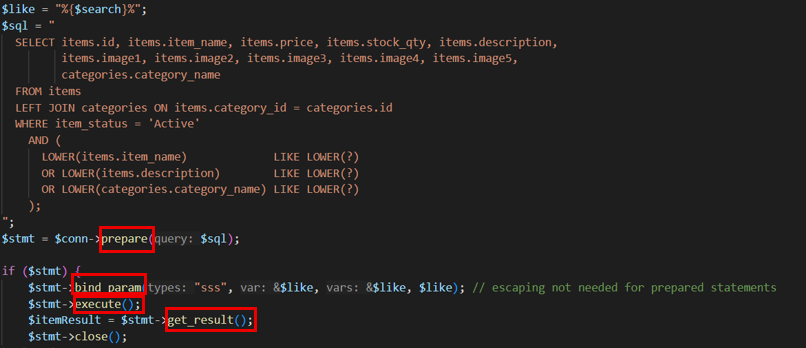 $like = "%{$search}%";
$sql = "
SELECT items.id, items.item_name, items.price, items.stock_qty, items.description,
items.image1, items.image2, items.image3, items.image4, items.image5,
categories.category_name
FROM items
LEFT JOIN categories ON items.category_id = categories.id
WHERE item_status = 'Active'
AND (
LOWER(items.item_name) LIKE LOWER(?)
OR LOWER(items.description) LIKE LOWER(?)
OR LOWER(categories.category_name) LIKE LOWER(?)
);
";
$stmt = $conn->prepare(query: $sql);
if ($stmt) {
$stmt->bind_param(types: "sss", var: &$like, vars: &$like, $like); // escaping not needed for prepared statements
$stmt->execute();
$itemResult = $stmt->get_result();
$stmt->close();